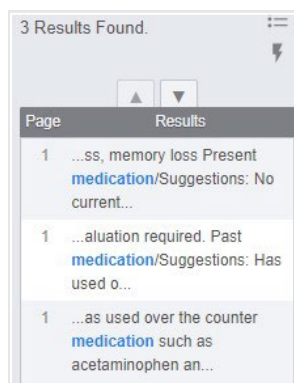 3 Results Found.
Page Results
1 ...ss, memory loss Present
medication/Suggestions: No
current...
1 ...aluation required. Past
medication/Suggestions: Has
used o...
1 ...as used over the counter
medication such as
acetaminophen an...